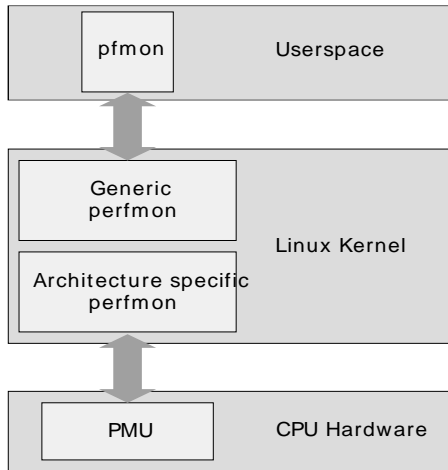 pfmon
Userspace
Generic
perfmon
Linux Kernel
Architecture specific
perfmon
PMU
CPU Hardware